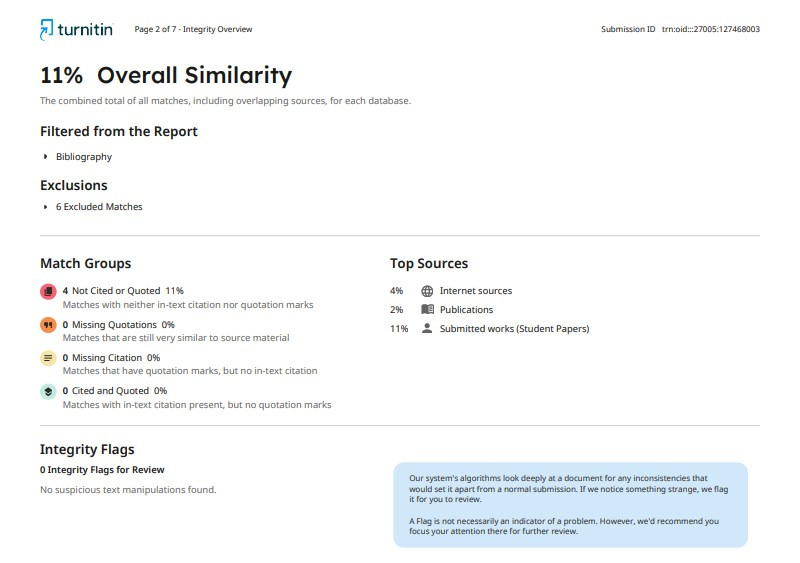 turnitin Page 2 of 7 - Integrity Overview Submission ID trn:oid:::27005:127468003
11% Overall Similarity
The combined total of all matches, including overlapping sources, for each database.
Filtered from the Report
Bibliography
Exclusions
6 Excluded Matches
Match Groups
4 Not Cited or Quoted 11%
Matches with neither in-text citation nor quotation marks
0 Missing Quotations 0%
Matches that are still very similar to source material
0 Missing Citation 0%
Matches that have quotation marks, but no in-text citation
0 Cited and Quoted 0%
Matches with in-text citation present, but no quotation marks
Top Sources
4% Internet sources
2% Publications
11% Submitted works (Student Papers)
Integrity Flags
0 Integrity Flags for Review
No suspicious text manipulations found.
Our system's algorithms look deeply at a document for any inconsistencies that
would set it apart from a normal submission. If we notice something strange, we flag
it for you to review.
A Flag is not necessarily an indicator of a problem. However, we'd recommend you
focus your attention there for further review.